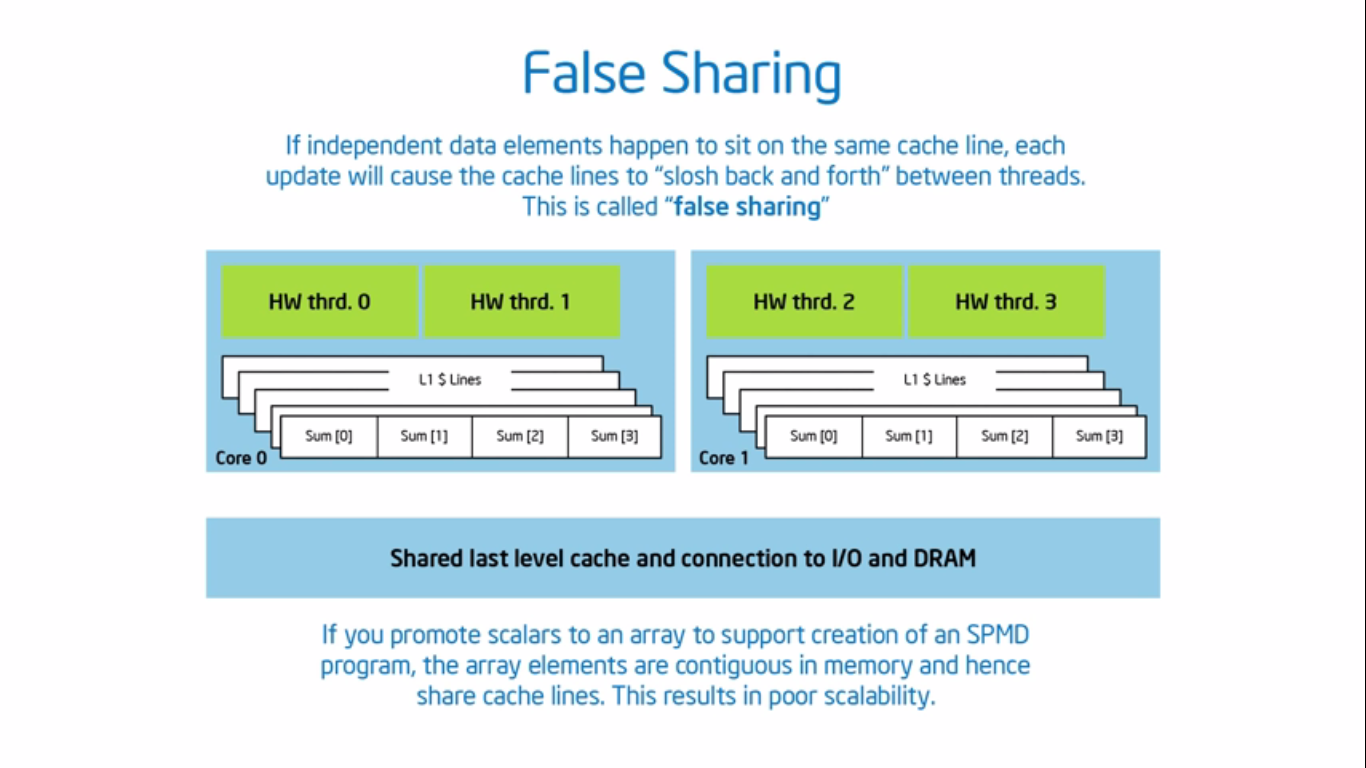 False Sharing
If independent data elements happen to sit on the same cache line, each
update will cause the cache lines to “slosh back and forth” between threads.
This is called “false sharing”
HW thrd. 0
HW thrd. 1
HW thrd. 2
HW thrd. 3
L1 $ Lines
L1 $ Lines
Sum [0]
Sum [1]
Sum [2]
Sum [3]
Sum [0]
Sum [1]
Sum [2]
Sum [3]
Core 0
Core 1
Shared last level cache and connection to I/O and DRAM
If you promote scalars to an array to support creation of an SPMD
program, the array elements are contiguous in memory and hence
share cache lines. This results in poor scalability.